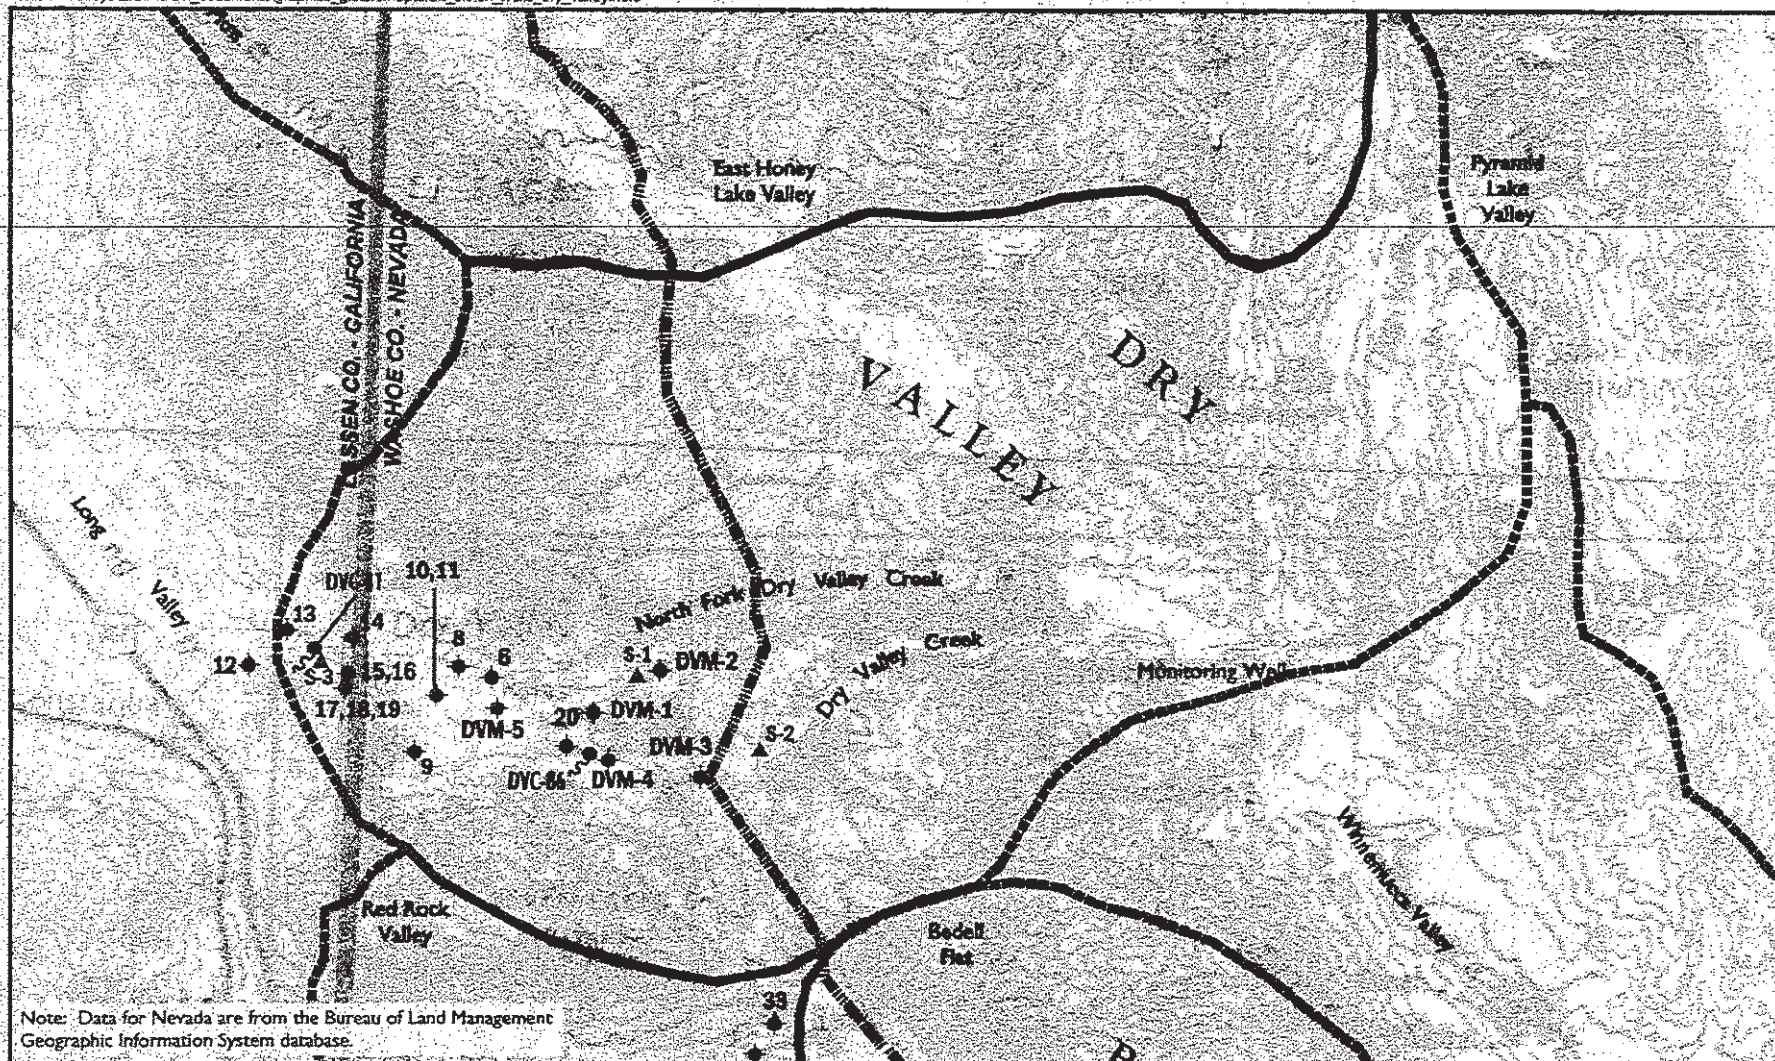 East Honey
Lake Valley
Pyramid
Lake
Valley
LASSEN CO. - CALIFORNIA
WASHOE CO. - NEVADA
DRY
VALLEY
Long
Valley
10,11
13
14
8
6
12
S-3
15,16
17,18,19
9
DVM-5
North Fork Dry Valley Creek
S-1
DVM-2
Dry Valley Creek
20
DVM-1
DVM-3
S-2
DVM-4
Monitoring Well
Winnemucca Valley
Red Rock
Valley
Bedell
Flat
33
Note: Data for Nevada are from the Bureau of Land Management
Geographic Information System database.